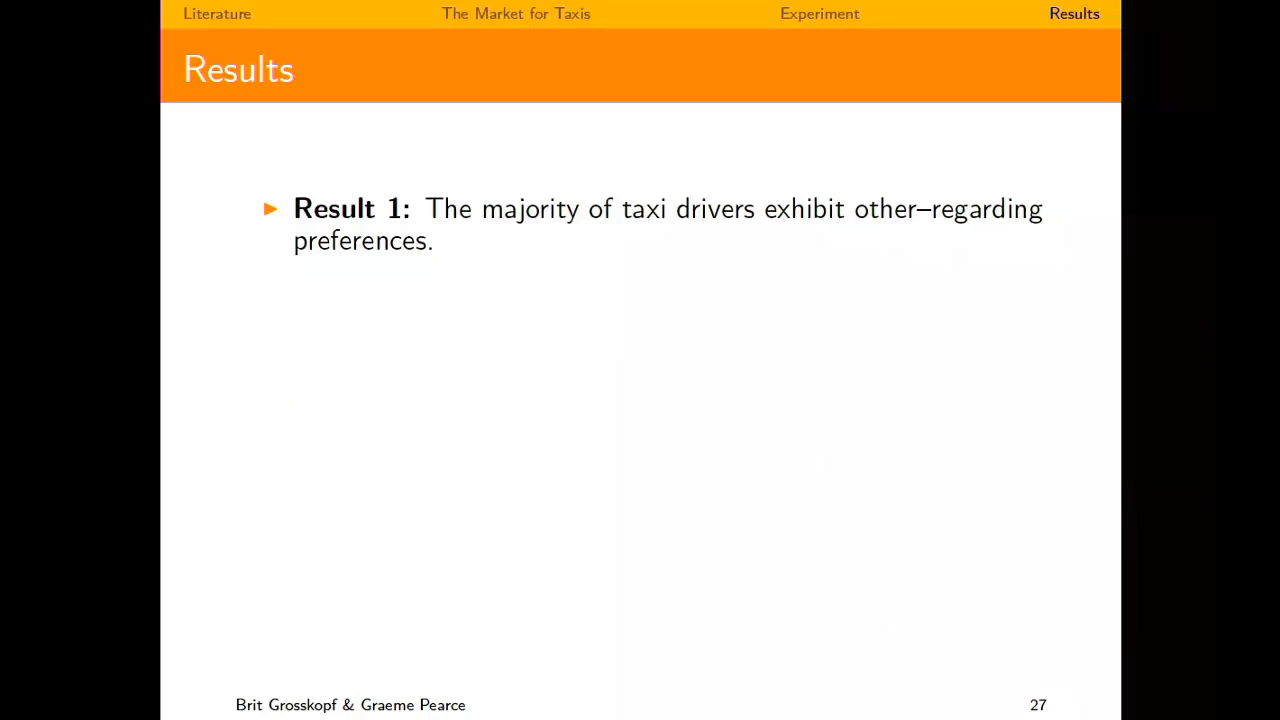 Literature The Market for Taxis Experiment Results
Results
Result 1: The majority of taxi drivers exhibit other–regarding
preferences.
Brit Grosskopf & Graeme Pearce 27